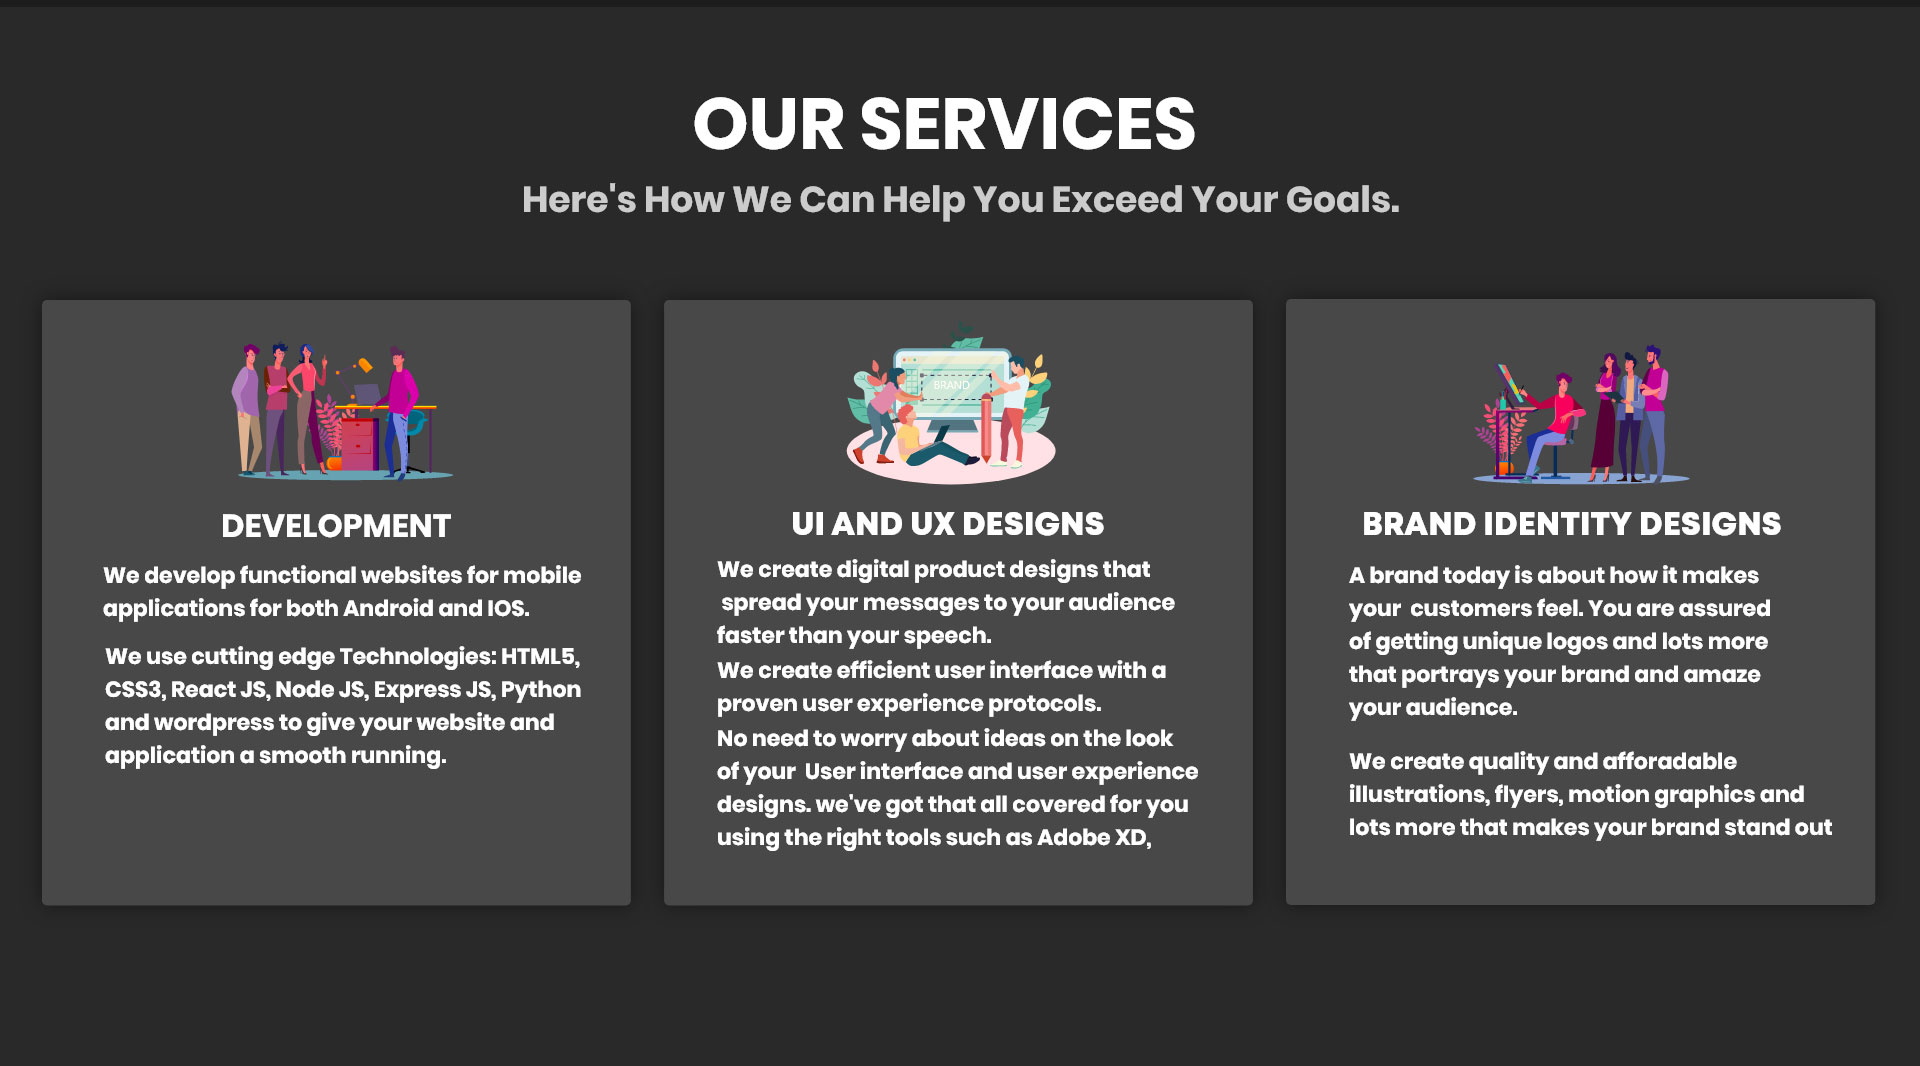 OUR SERVICES
Here's How We Can Help You Exceed Your Goals.
DEVELOPMENT
We develop functional websites for mobile
applications for both Android and IOS.
We use cutting edge Technologies: HTML5,
CSS3, React JS, Node JS, Express JS, Python
and wordpress to give your website and
application a smooth running.
BRAND
UI AND UX DESIGNS
We create digital product designs that
spread your messages to your audience
faster than your speech.
We create efficient user interface with a
proven user experience protocols.
No need to worry about ideas on the look
of your  User interface and user experience
designs. we've got that all covered for you
using the right tools such as Adobe XD,
BRAND IDENTITY DESIGNS
A brand today is about how it makes
your  customers feel. You are assured
of getting unique logos and lots more
that portrays your brand and amaze
your audience.
We create quality and afforadable
illustrations, flyers, motion graphics and
lots more that makes your brand stand out